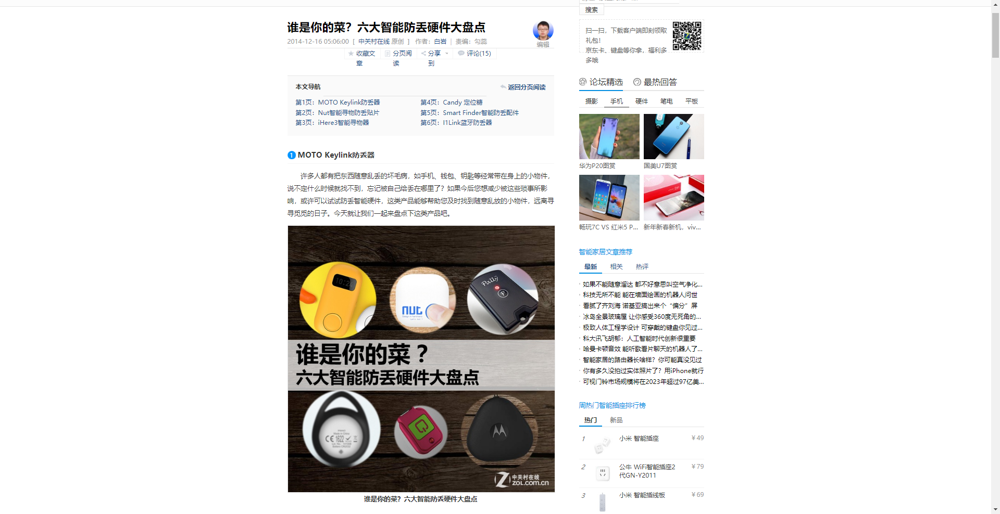 搜索
谁是你的菜？六大智能防丢硬件大盘点
2014-12-16 05:06:00 [ 中关村在线 原创 ] 作者：白岩 | 责编：勾蕊
编辑
收藏文章
分页阅读
分享到
评论(15)
本文导航
返回分页阅读
第1页：MOTO Keylink防丢器
第4页：Candy 定位糖
第2页：Nut智能寻物防丢贴片
第5页：Smart Finder智能防丢配件
第3页：iHere3智能寻物器
第6页：I1Link蓝牙防丢器
1 MOTO Keylink防丢器
许多人都有把东西随意乱丢的坏毛病，如手机、钱包、钥匙等经常带在身上的小物件，
说不定什么时候就找不到，忘记被自己给丢在哪里了？如果今后您想减少被这些琐事所影
响，或许可以试试防丢智能硬件，这类产品能够帮助您及时找到随意乱放的小物件，远离寻
寻觅觅的日子。今天就让我们一起来盘点下这类产品吧。
nut
Pally
P
谁是你的菜？
六大智能防丢硬件大盘点
CE 1622
中关村在线
ZOL.COM.CN
谁是你的菜？六大智能防丢硬件大盘点
扫一扫，下载客户端即刻领取
礼包！
京东卡、键盘等你拿，福利多
多哦
论坛精选 最热回答
摄影 手机 硬件 笔电 平板
华为P20图赏
国美U7图赏
畅玩7C VS 红米5 P...
新年新春新机，viv...
智能家居文章推荐
最新 相关 热评
如果不能随意溜达 都不好意思叫空气净化...
科技无所不能 能在墙面绘画的机器人问世
看腻了齐刘海 诺基亚搞出来个“偏分”屏
冰岛全景玻璃屋 让你感受360度无死角的...
极致人体工程学设计 可穿戴的键盘你见过...
科大讯飞胡郁：人工智能时代创新很重要
哈曼卡顿音效 能听歌看片聊天的机器人了...
智能家居的路由器长啥样？你可能真没见过
你有多久没拍过实体照片了？用iPhone就行
可视门铃市场规模将在2023年超过97亿美...
周热门智能插座排行榜
热门 新品
1 小米 智能插座 ￥49
2 公牛 WiFi智能插座2
代GN-Y2011 ￥79
3 小米 智能插线板 ￥69